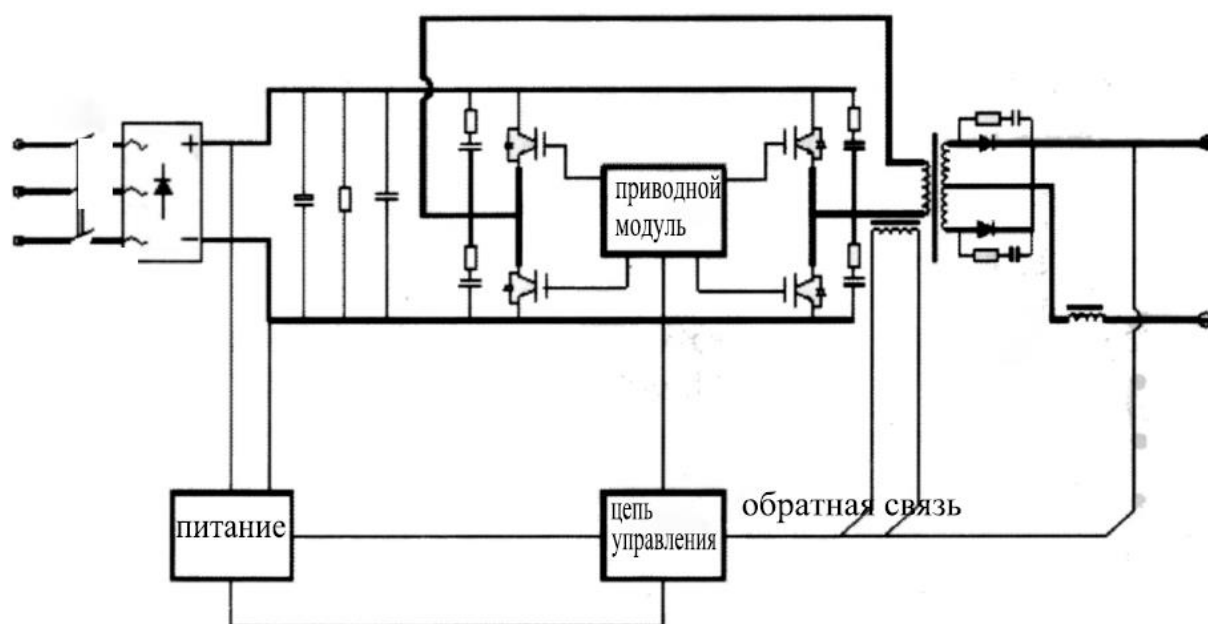 приводной
модуль
питание
цепь
управления
обратная связь